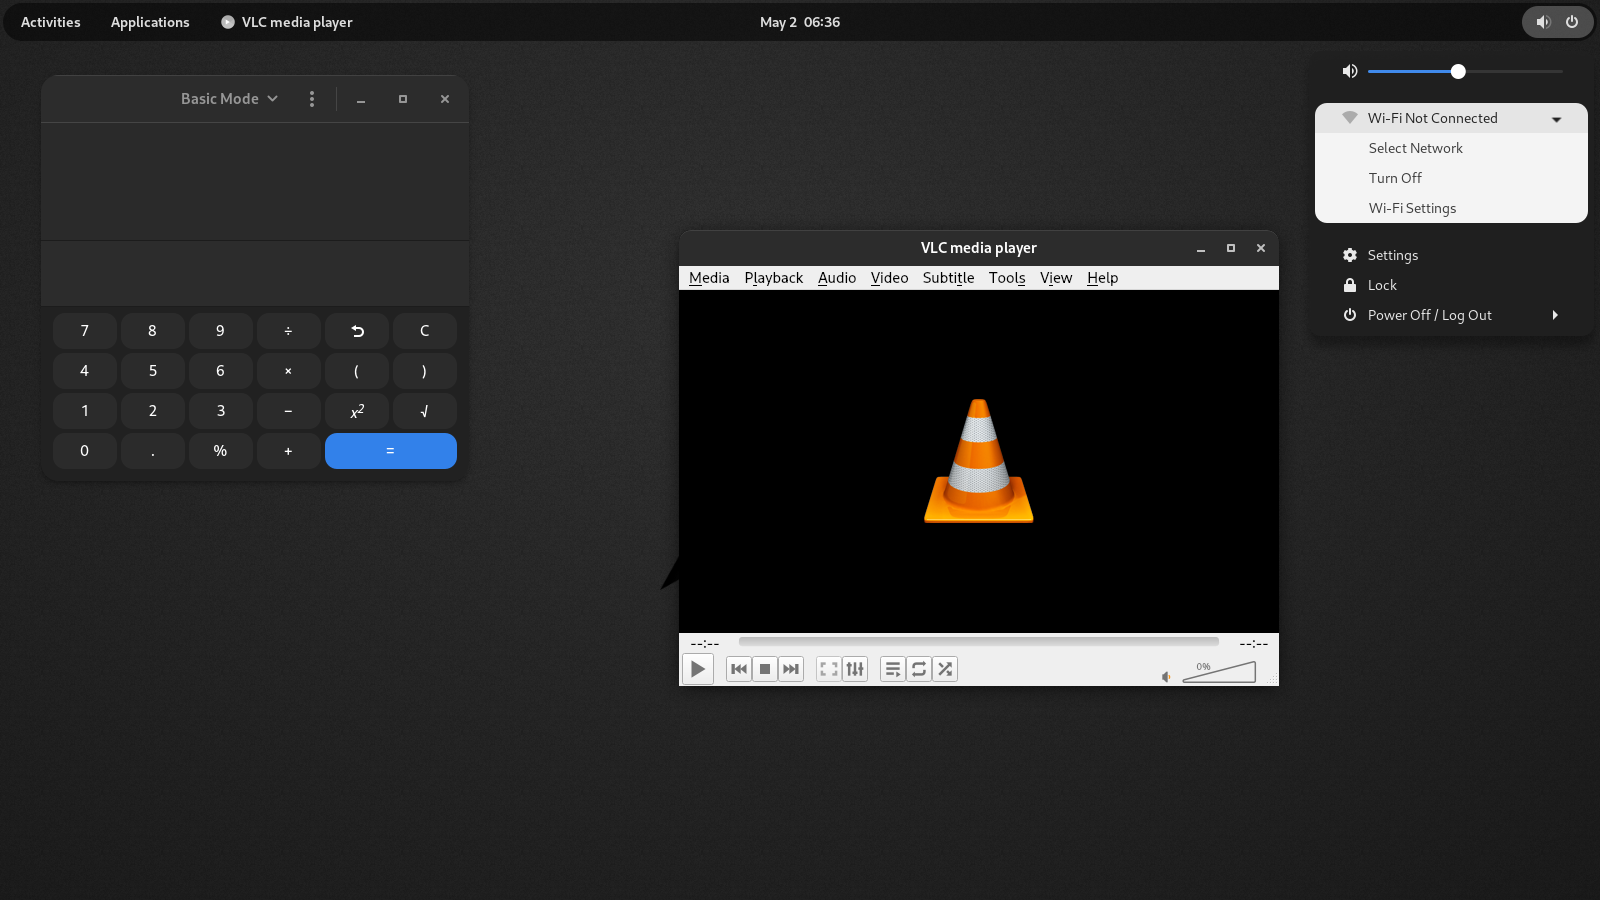 Activities Applications VLC media player May 2 06:36
Basic Mode
7 8 9 ÷ C
4 5 6 × ( )
1 2 3 − x² √
0 . % + =
VLC media player
Media Playback Audio Video Subtitle Tools View Help
--:-- --:--
0%
Wi-Fi Not Connected
Select Network
Turn Off
Wi-Fi Settings
Settings
Lock
Power Off / Log Out